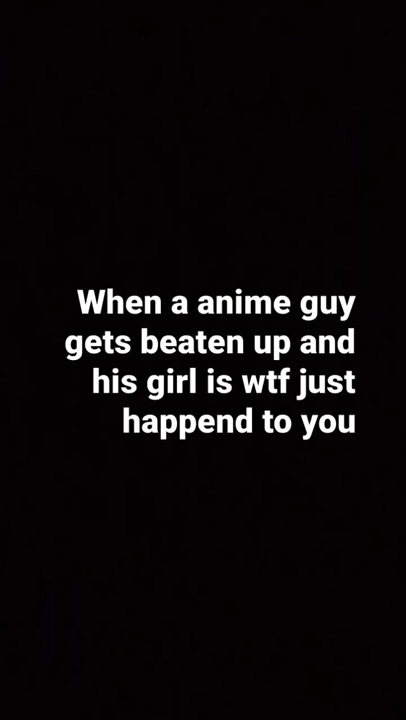 When a anime guy
gets beaten up and
his girl is wtf just
happend to you